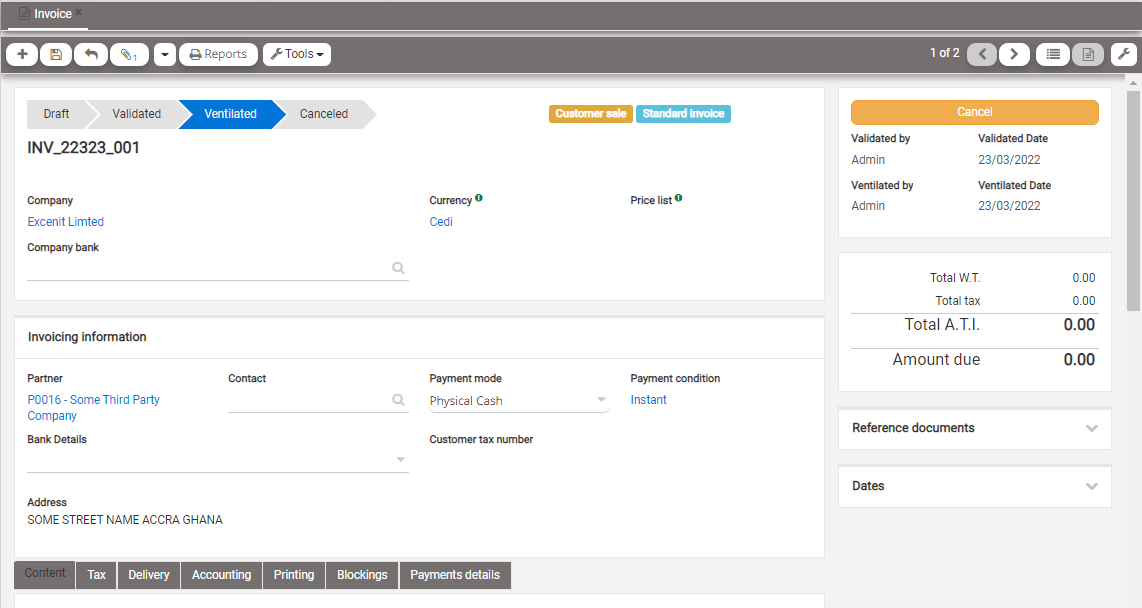 Invoice
1
Reports
Tools
1 of 2
Draft
Validated
Ventilated
Canceled
Customer sale
Standard invoice
INV_22323_001
Company
Currency
Price list
Excenit Limted
Cedi
Company bank
Cancel
Validated by
Validated Date
Admin
23/03/2022
Ventilated by
Ventilated Date
Admin
23/03/2022
Total W.T.
0.00
Total tax
0.00
Total A.T.I.
0.00
Amount due
0.00
Reference documents
Dates
Invoicing information
Partner
Contact
Payment mode
Payment condition
P0016 - Some Third Party
Company
Physical Cash
Instant
Bank Details
Customer tax number
Address
SOME STREET NAME ACCRA GHANA
Content
Tax
Delivery
Accounting
Printing
Blockings
Payments details